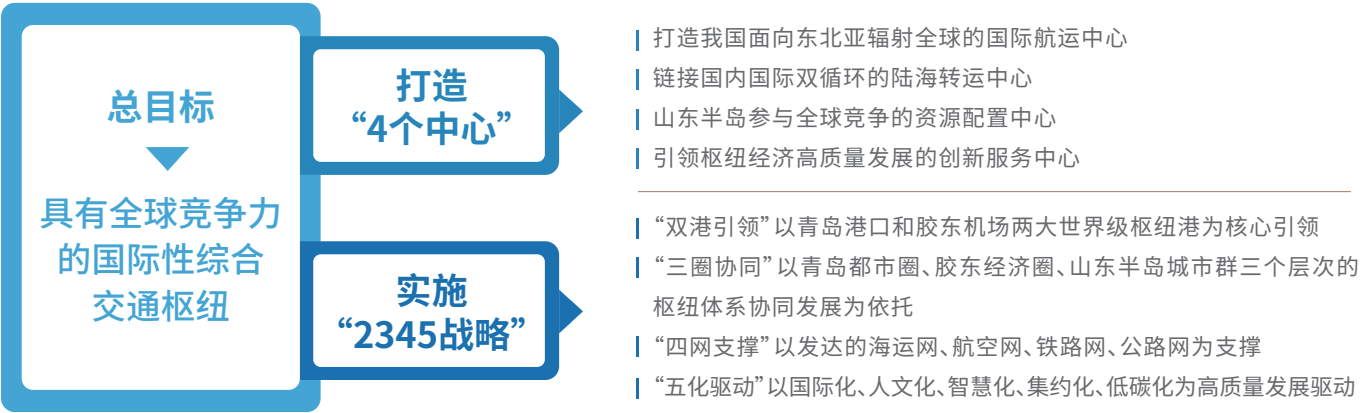 总目标
具有全球竞争力
的国际性综合
交通枢纽
打造
“4个中心”
打造我国面向东北亚辐射全球的国际航运中心
链接国内国际双循环的陆海转运中心
山东半岛参与全球竞争的资源配置中心
引领枢纽经济高质量发展的创新服务中心
实施
“2345战略”
“双港引领”以青岛港口和胶东机场两大世界级枢纽港为核心引领
“三圈协同”以青岛都市圈、胶东经济圈、山东半岛城市群三个层次的
枢纽体系协同发展为依托
“四网支撑”以发达的海运网、航空网、铁路网、公路网为支撑
“五化驱动”以国际化、人文化、智慧化、集约化、低碳化为高质量发展驱动